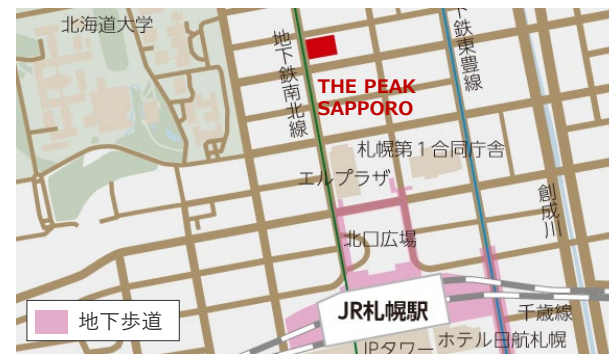 北海道大学
地下鉄南北線
下鉄東豊線
THE PEAK
SAPPORO
札幌第1合同庁舎
エルプラザ
創成川
北口広場
JR札幌駅
地下歩道
千歳線
JPタワー
ホテル日航札幌